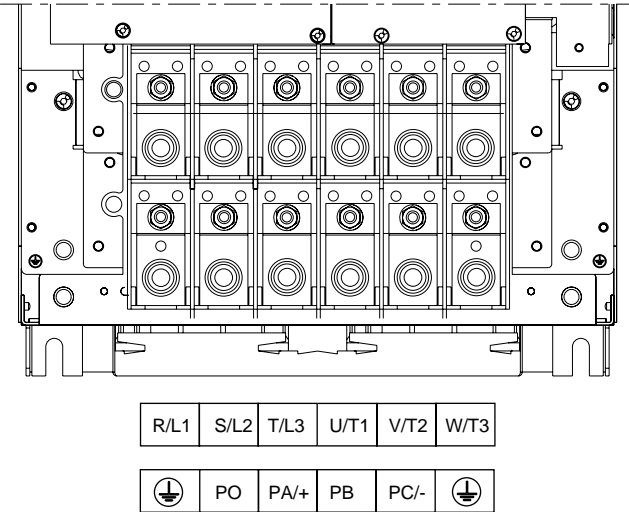 R/L1 S/L2 T/L3 U/T1 V/T2 W/T3
PO PA/+ PB PC/-